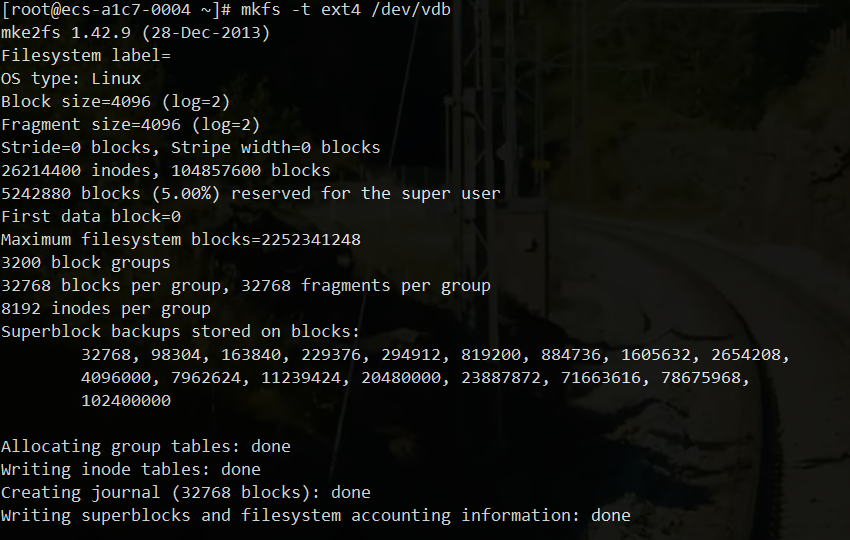 [root@ecs-a1c7-0004 ~]# mkfs -t ext4 /dev/vdb
mke2fs 1.42.9 (28-Dec-2013)
Filesystem label=
OS type: Linux
Block size=4096 (log=2)
Fragment size=4096 (log=2)
Stride=0 blocks, Stripe width=0 blocks
26214400 inodes, 104857600 blocks
5242880 blocks (5.00%) reserved for the super user
First data block=0
Maximum filesystem blocks=2252341248
3200 block groups
32768 blocks per group, 32768 fragments per group
8192 inodes per group
Superblock backups stored on blocks:
32768, 98304, 163840, 229376, 294912, 819200, 884736, 1605632, 2654208,
4096000, 7962624, 11239424, 20480000, 23887872, 71663616, 78675968,
102400000
Allocating group tables: done
Writing inode tables: done
Creating journal (32768 blocks): done
Writing superblocks and filesystem accounting information: done